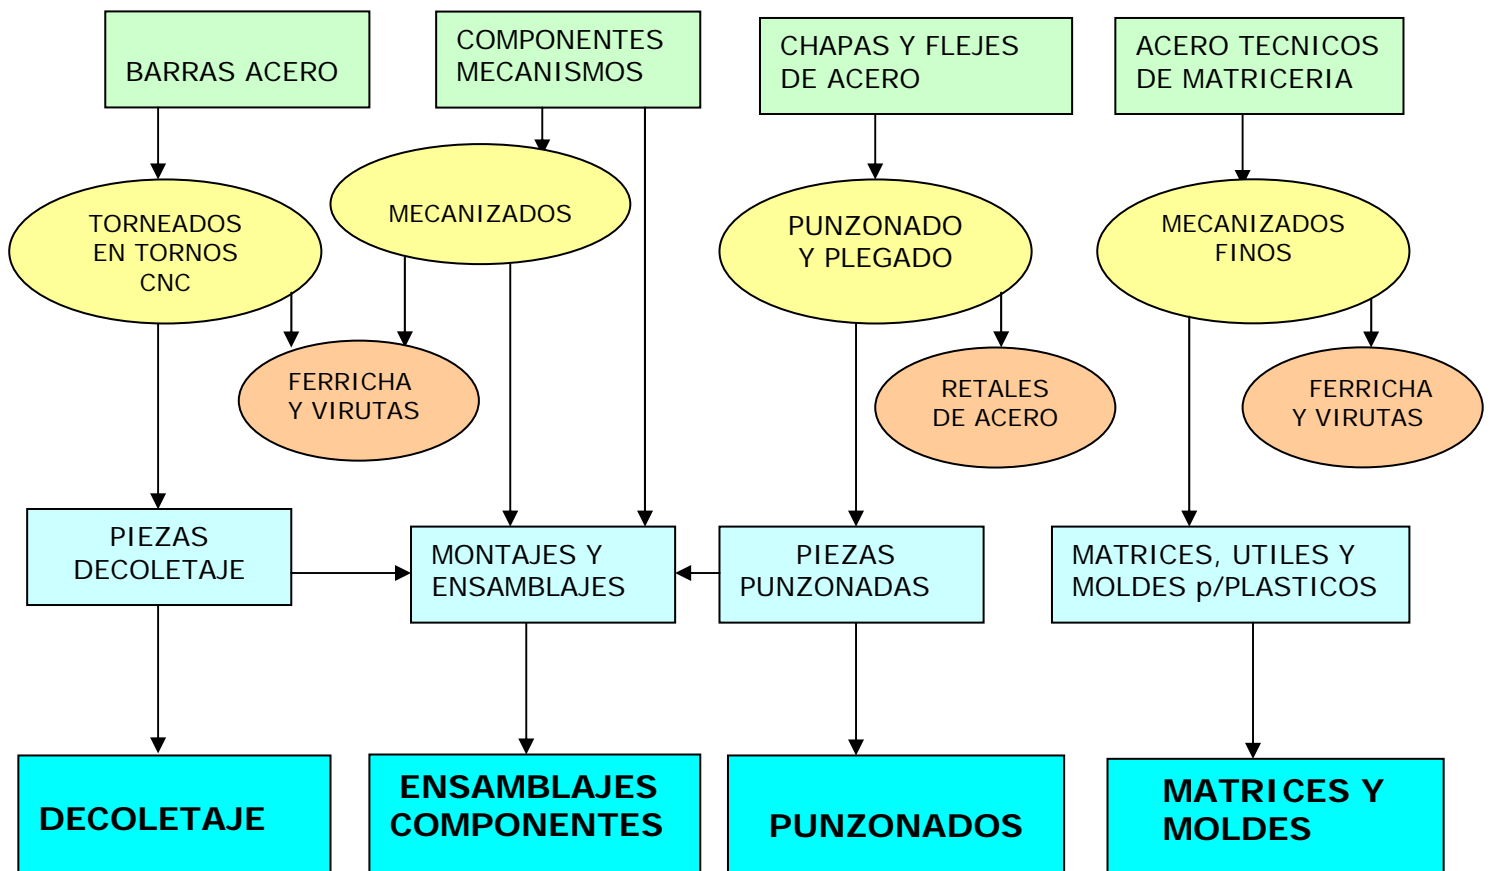 BARRAS ACERO
COMPONENTES
MECANISMOS
CHAPAS Y FLEJES
DE ACERO
ACERO TECNICOS
DE MATRICERIA
TORNEADOS
EN TORNOS
CNC
MECANIZADOS
PUNZONADO
Y PLEGADO
MECANIZADOS
FINOS
FERRICHA
Y VIRUTAS
RETALES
DE ACERO
FERRICHA
Y VIRUTAS
PIEZAS
DECOLETAJE
MONTAJES Y
ENSAMBLAJES
PIEZAS
PUNZONADAS
MATRICES, UTILES Y
MOLDES p/PLASTICOS
DECOLETAJE
ENSAMBLAJES
COMPONENTES
PUNZONADOS
MATRICES Y
MOLDES